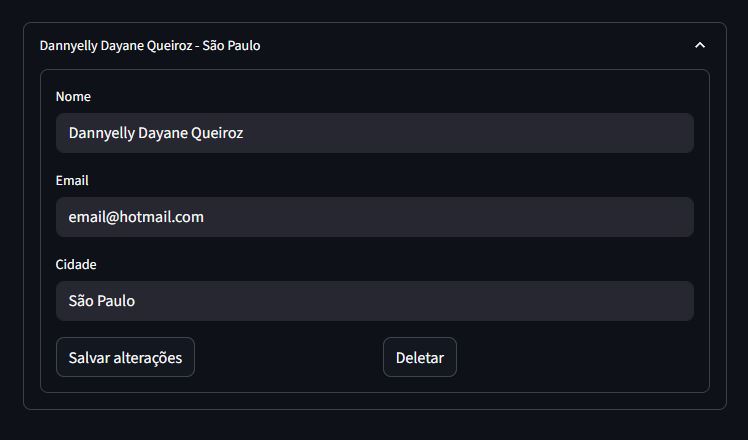 Dannyelly Dayane Queiroz - São Paulo
Nome
Dannyelly Dayane Queiroz
Email
email@hotmail.com
Cidade
São Paulo
Salvar alterações
Deletar